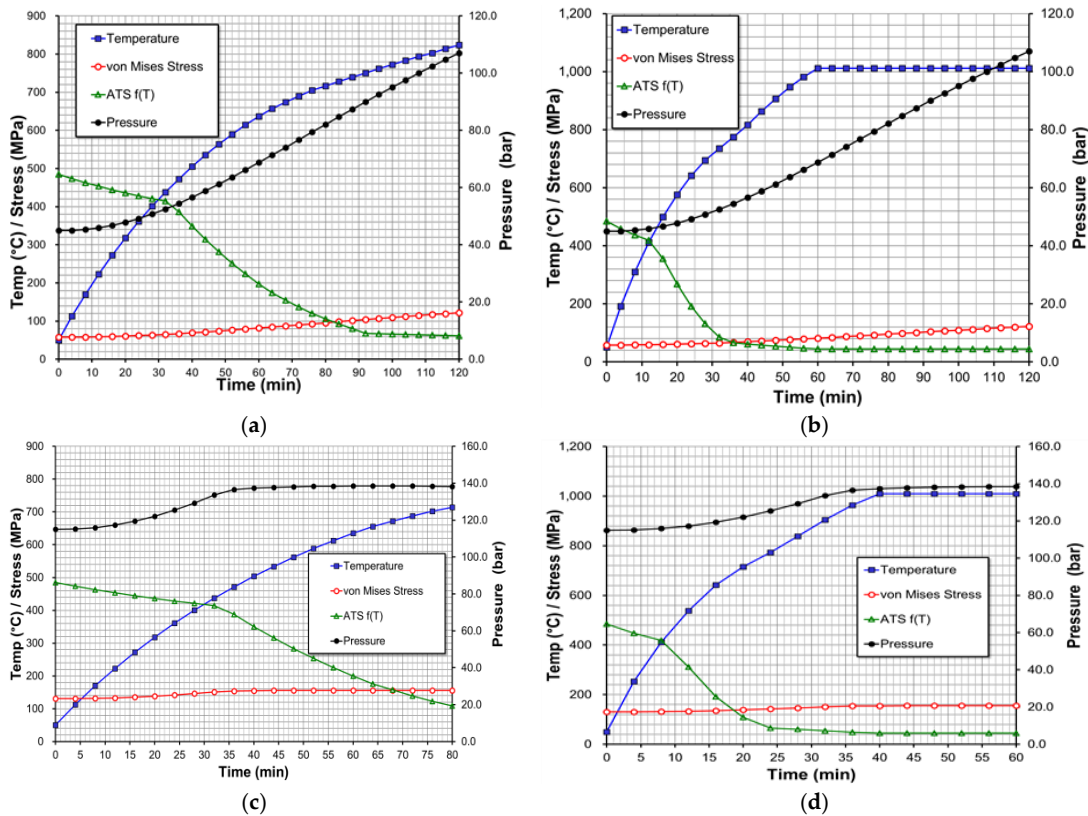 900
800
700
600
500
400
300
200
100
0
Temp (°C) / Stress (MPa)
Temperature
von Mises Stress
ATS f(T)
Pressure
120.0
100.0
80.0
60.0
40.0
20.0
0.0
Pressure (bar)
0 10 20 30 40 50 60 70 80 90 100 110 120
Time (min)
(a)
1,200
1,000
800
600
400
200
0
Temp (°C) / Stress (MPa)
Temperature
von Mises Stress
ATS f(T)
Pressure
120.0
100.0
80.0
60.0
40.0
20.0
0.0
Pressure (bar)
0 10 20 30 40 50 60 70 80 90 100 110 120
Time (min)
(b)
900
800
700
600
500
400
300
200
100
0
Temp (°C) / Stress (MPa)
Temperature
von Mises Stress
ATS f(T)
Pressure
160.0
140.0
120.0
100.0
80.0
60.0
40.0
20.0
0.0
Pressure (bar)
0 5 10 15 20 25 30 35 40 45 50 55 60 65 70 75 80
Time (min)
(c)
1,200
1,000
800
600
400
200
0
Temp (°C) / Stress (MPa)
Temperature
von Mises Stress
ATS f(T)
Pressure
160.0
140.0
120.0
100.0
80.0
60.0
40.0
20.0
0.0
Pressure (bar)
0 5 10 15 20 25 30 35 40 45 50 55 60
Time (min)
(d)